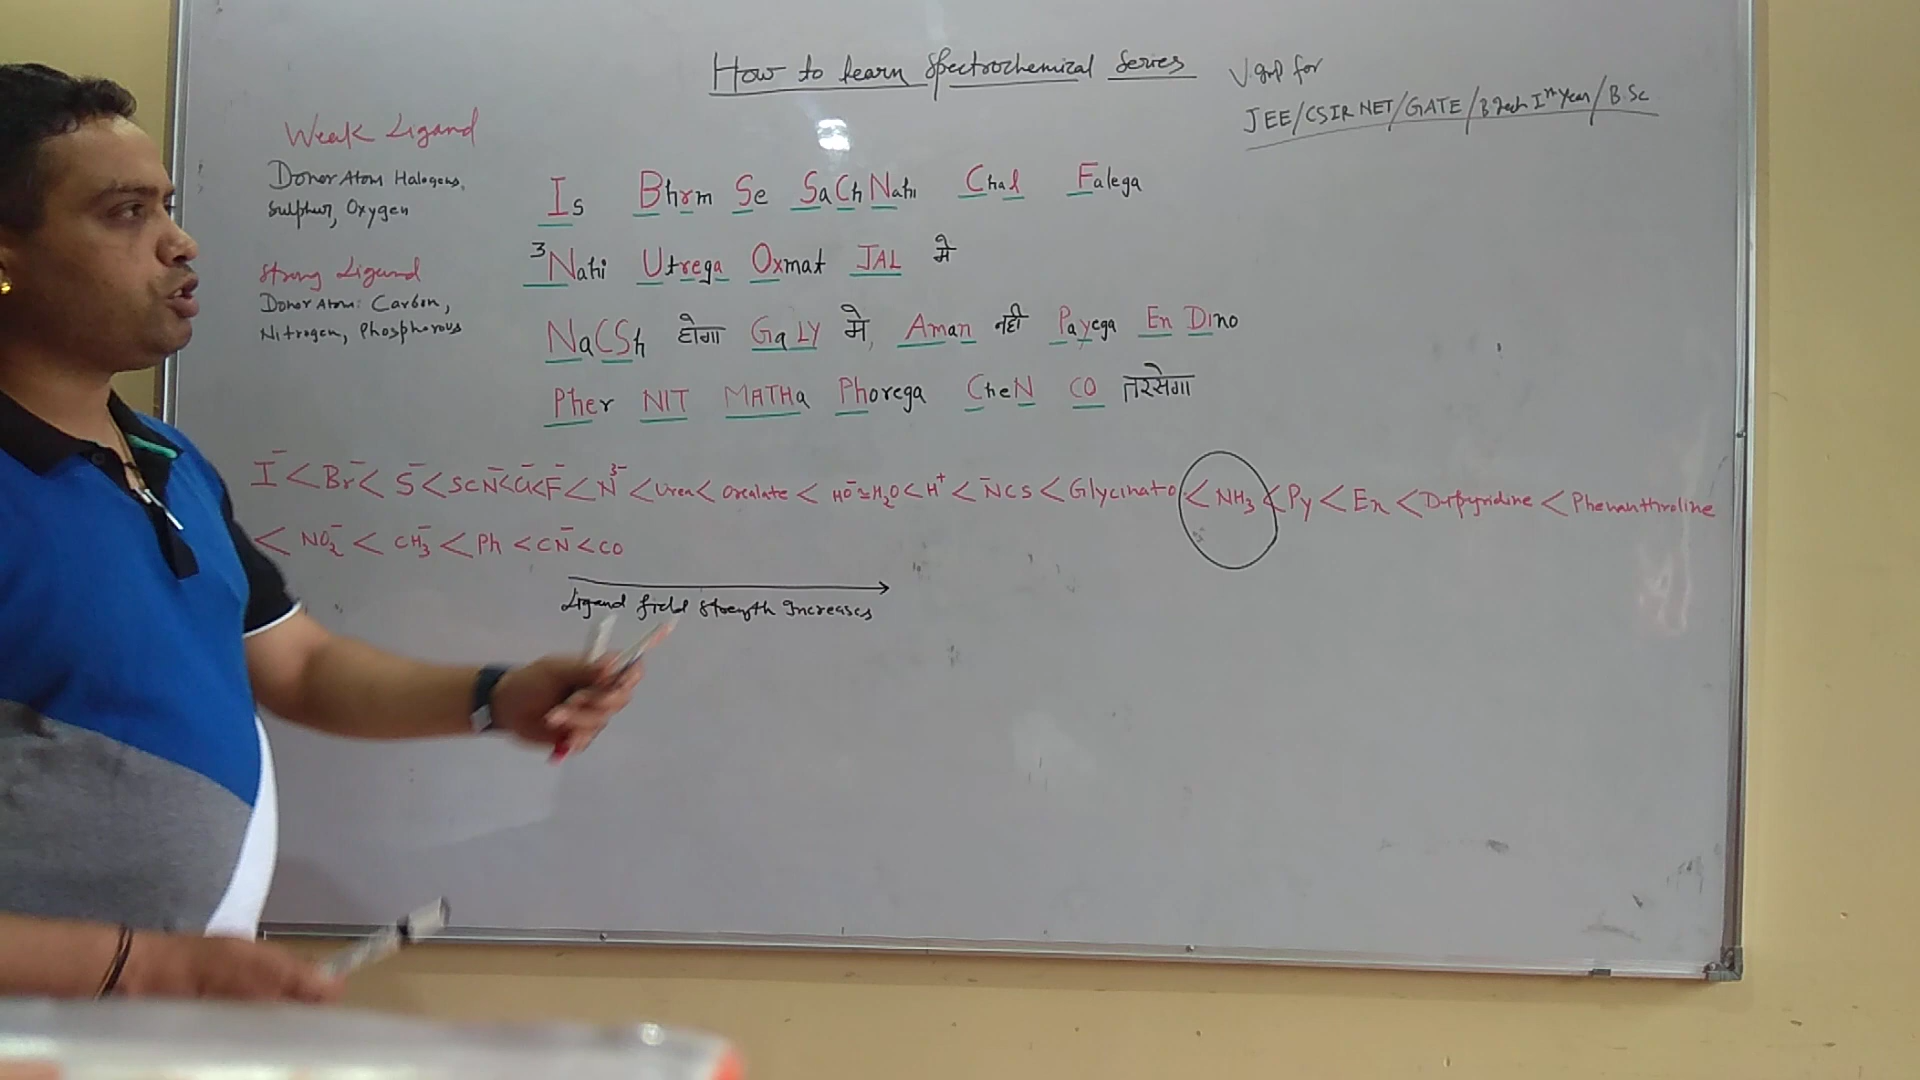 How to learn Spectrochemical Series
V. Imp for
JEE/CSIR NET/GATE/B Tech Ist Year/B Sc
Weak Ligand
Donor Atom Halogens,
Sulphur, Oxygen
Strong Ligand
Donor Atom: Carbon,
Nitrogen, Phosphorous
Is Bhrm Se SaCh Nahi Chal Falega
3Nahi Utrega Oxmat JAL मे
NaCSh होगा GaLY मे, Aman नही Payega En DIno
Pher NIT MATHa Phorega CheN CO तरसेगा
I⁻ < Br⁻ < S⁻ < SCN⁻ < Cl⁻ < F⁻ < N³⁻ < Urea < Oxalate < HO⁻ ≈ H₂O < H⁺ < N⁻CS < Glycinato < NH₃ < Py < En < Dipyridine < Phenanthroline
< NO₂⁻ < CH₃⁻ < Ph < CN⁻ < CO
Ligand field strength Increases